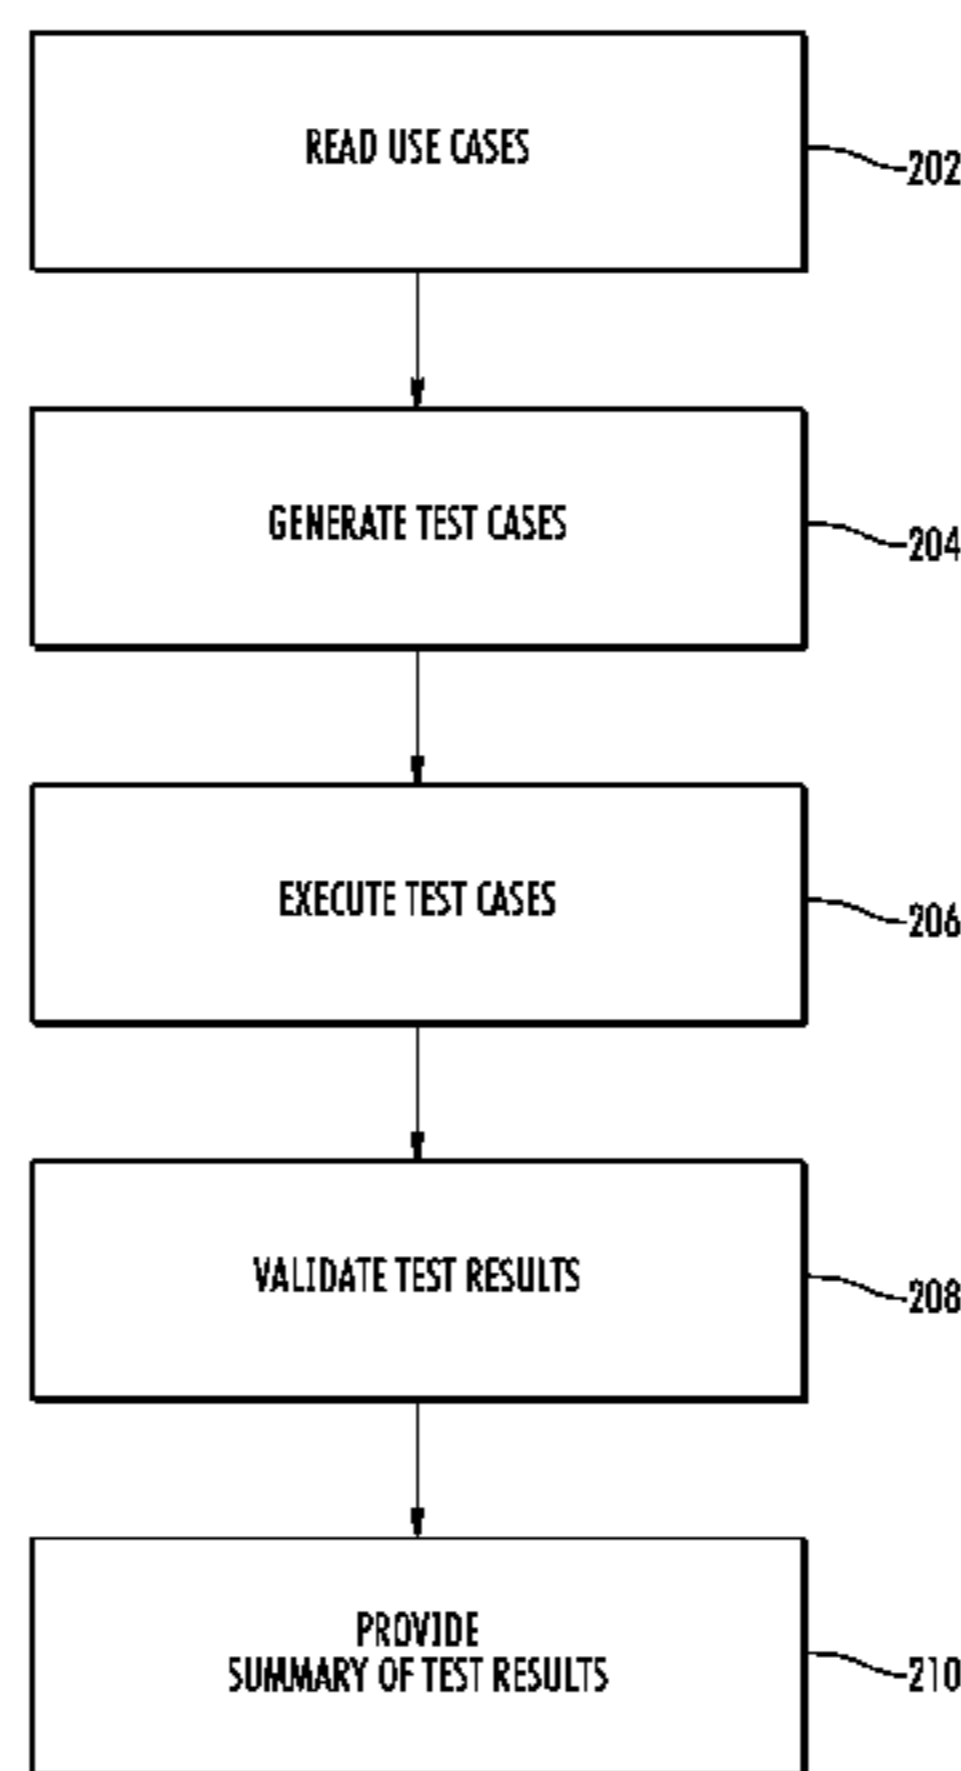 READ USE CASES
202
GENERATE TEST CASES
204
EXECUTE TEST CASES
206
VALIDATE TEST RESULTS
208
PROVIDE
SUMMARY OF TEST RESULTS
210